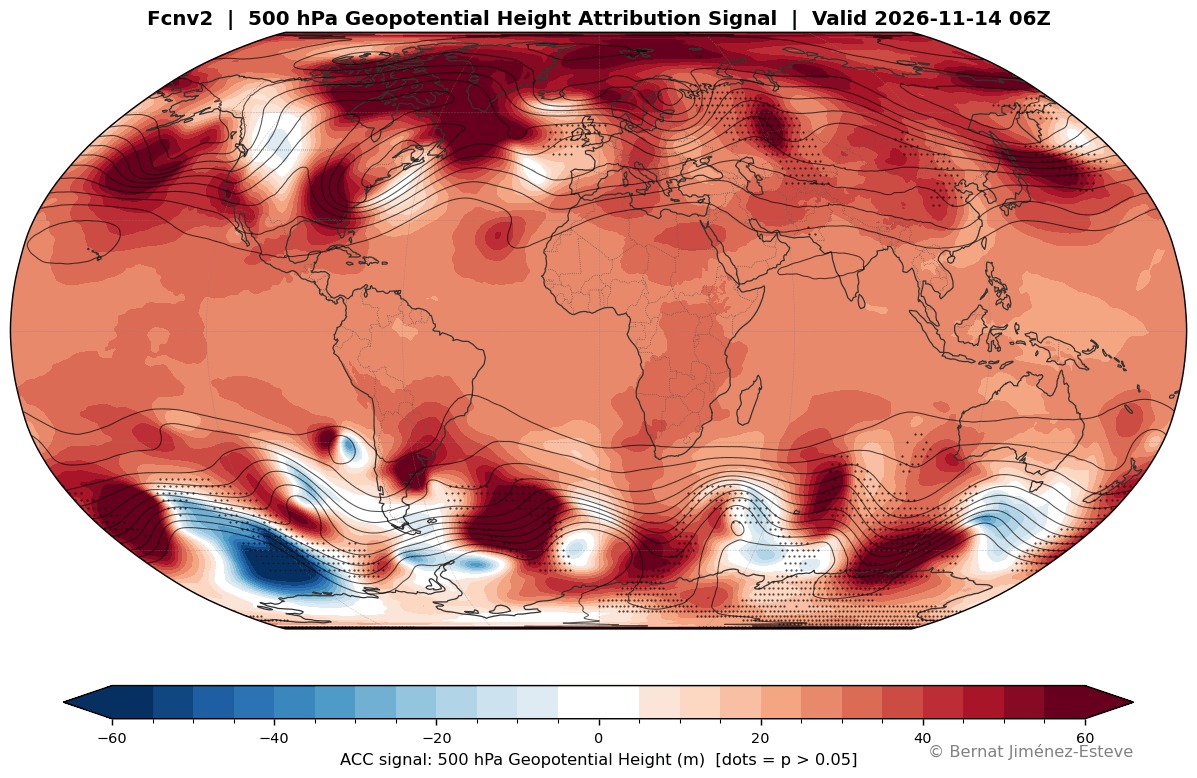 Fcnv2 | 500 hPa Geopotential Height Attribution Signal | Valid 2026-11-14 06Z
−60 −40 −20 0 20 40 60
ACC signal: 500 hPa Geopotential Height (m) [dots = p > 0.05]
© Bernat Jiménez-Esteve